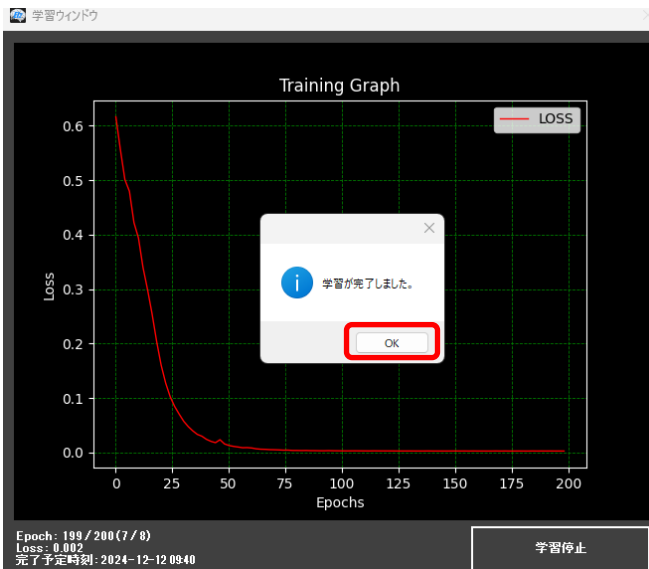 学習ウィンドウ
Training Graph
LOSS
0.6
0.5
0.4
0.3
0.2
0.1
0.0
Loss
学習が完了しました。
OK
0 25 50 75 100 125 150 175 200
Epochs
Epoch: 199/200(7/8)
Loss: 0.002
完了予定時刻: 2024-12-12 09:40
学習停止